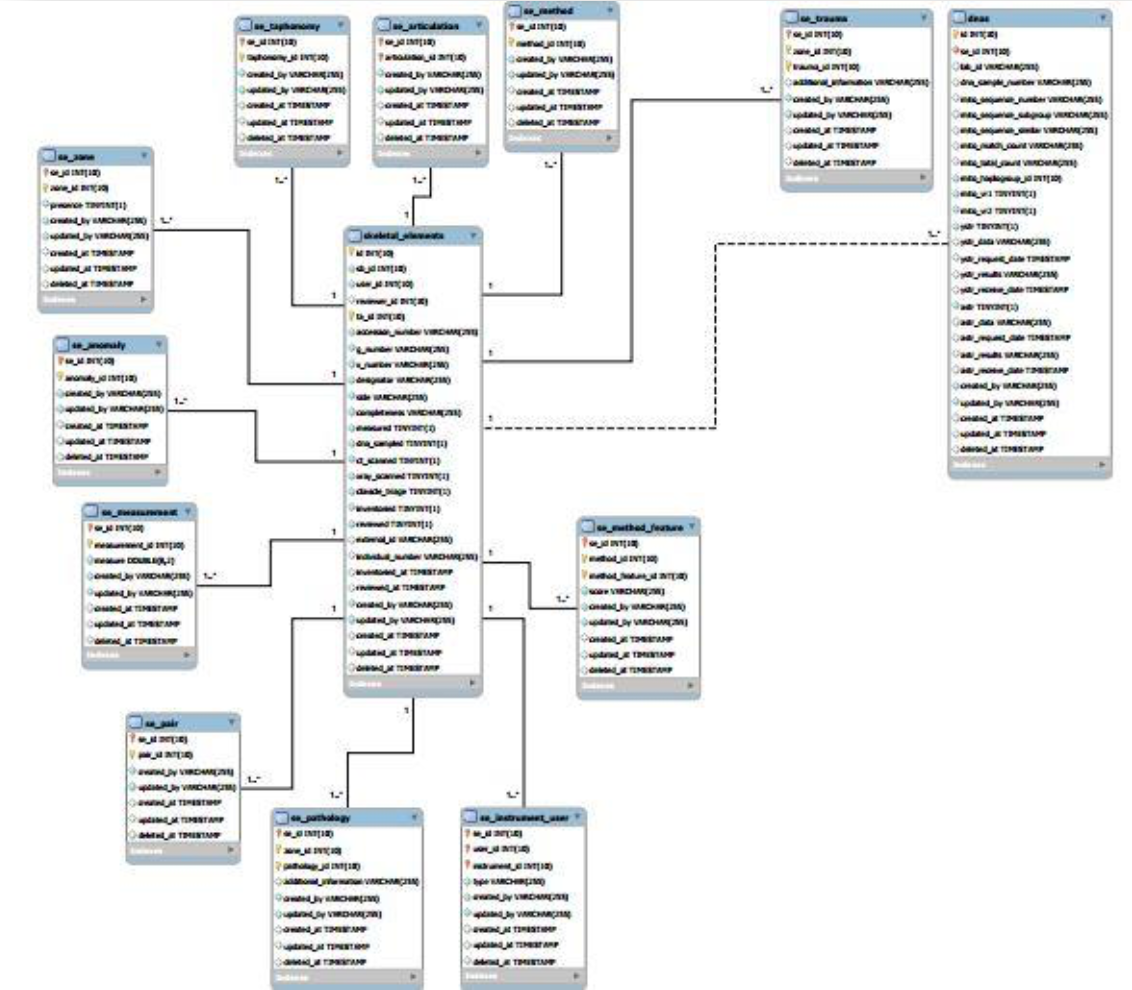 se_taphonomy
se_id INT(10)
taphonomy_id INT(10)
created_by VARCHAR(255)
updated_by VARCHAR(255)
created_at TIMESTAMP
updated_at TIMESTAMP
deleted_at TIMESTAMP
Indexes
1..*
se_articulation
se_id INT(10)
articulation_id INT(10)
created_by VARCHAR(255)
updated_by VARCHAR(255)
created_at TIMESTAMP
updated_at TIMESTAMP
deleted_at TIMESTAMP
Indexes
1..*
1
se_method
se_id INT(10)
method_id INT(10)
created_by VARCHAR(255)
updated_by VARCHAR(255)
created_at TIMESTAMP
updated_at TIMESTAMP
deleted_at TIMESTAMP
Indexes
1..*
se_trauma
se_id INT(10)
zone_id INT(10)
trauma_id INT(10)
additional_information VARCHAR(255)
created_by VARCHAR(255)
updated_by VARCHAR(255)
created_at TIMESTAMP
updated_at TIMESTAMP
deleted_at TIMESTAMP
Indexes
1..*
dnas
id INT(10)
se_id INT(10)
lab_id VARCHAR(255)
dna_sample_number VARCHAR(255)
mito_sequence_number VARCHAR(255)
mito_sequence_subgroup VARCHAR(255)
mito_sequence_similar VARCHAR(255)
mito_match_count VARCHAR(255)
mito_total_count VARCHAR(255)
mito_haplogroup_id INT(10)
mito_vr1 TINYINT(1)
mito_vr2 TINYINT(1)
ystr TINYINT(1)
ystr_data VARCHAR(255)
ystr_request_date TIMESTAMP
ystr_results VARCHAR(255)
ystr_receive_date TIMESTAMP
astr TINYINT(1)
astr_data VARCHAR(255)
astr_request_date TIMESTAMP
astr_results VARCHAR(255)
astr_receive_date TIMESTAMP
created_by VARCHAR(255)
updated_by VARCHAR(255)
created_at TIMESTAMP
updated_at TIMESTAMP
deleted_at TIMESTAMP
Indexes
1..*
se_zone
se_id INT(10)
zone_id INT(10)
presence TINYINT(1)
created_by VARCHAR(255)
updated_by VARCHAR(255)
created_at TIMESTAMP
updated_at TIMESTAMP
deleted_at TIMESTAMP
Indexes
1..*
skeletal_elements
id INT(10)
sb_id INT(10)
user_id INT(10)
reviewer_id INT(10)
accession_number VARCHAR(255)
designator VARCHAR(255)
side VARCHAR(255)
completeness VARCHAR(255)
measured TINYINT(1)
dna_sampled TINYINT(1)
ct_scanned TINYINT(1)
xray_scanned TINYINT(1)
clavicle_triage TINYINT(1)
inventoried TINYINT(1)
reviewed TINYINT(1)
external_id VARCHAR(255)
individual_number VARCHAR(255)
inventoried_at TIMESTAMP
reviewed_at TIMESTAMP
created_by VARCHAR(255)
updated_by VARCHAR(255)
created_at TIMESTAMP
updated_at TIMESTAMP
deleted_at TIMESTAMP
Indexes
1
1
1
1
1
1
1
1
1
1
1
se_anomaly
se_id INT(10)
anomaly_id INT(10)
created_by VARCHAR(255)
updated_by VARCHAR(255)
created_at TIMESTAMP
updated_at TIMESTAMP
deleted_at TIMESTAMP
Indexes
1..*
se_measurement
se_id INT(10)
measurement_id INT(10)
created_by VARCHAR(255)
updated_by VARCHAR(255)
created_at TIMESTAMP
updated_at TIMESTAMP
deleted_at TIMESTAMP
Indexes
1..*
se_method_feature
se_id INT(10)
method_id INT(10)
method_feature_id INT(10)
score VARCHAR(255)
created_by VARCHAR(255)
updated_by VARCHAR(255)
created_at TIMESTAMP
updated_at TIMESTAMP
deleted_at TIMESTAMP
Indexes
1..*
se_pair
se_id INT(10)
pair_id INT(10)
created_by VARCHAR(255)
updated_by VARCHAR(255)
created_at TIMESTAMP
updated_at TIMESTAMP
deleted_at TIMESTAMP
Indexes
1..*
se_pathology
se_id INT(10)
zone_id INT(10)
pathology_id INT(10)
additional_information VARCHAR(255)
created_by VARCHAR(255)
updated_by VARCHAR(255)
created_at TIMESTAMP
updated_at TIMESTAMP
deleted_at TIMESTAMP
Indexes
1..*
se_instrument_user
se_id INT(10)
user_id INT(10)
instrument_id INT(10)
type VARCHAR(255)
created_by VARCHAR(255)
updated_by VARCHAR(255)
created_at TIMESTAMP
updated_at TIMESTAMP
deleted_at TIMESTAMP
Indexes
1..*